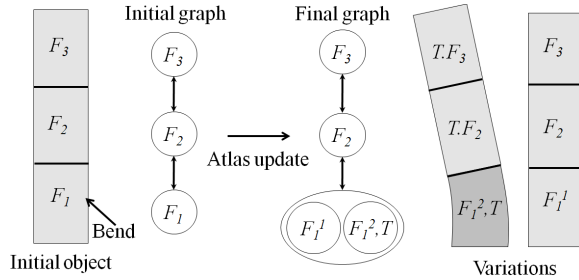 Initial graph
Final graph
F3
F2
F1
Bend
Initial object
F3
F2
F1
Atlas update
F3
F2
F1^1
F1^2,T
T.F3
T.F2
F1^2,T
F3
F2
F1^1
Variations